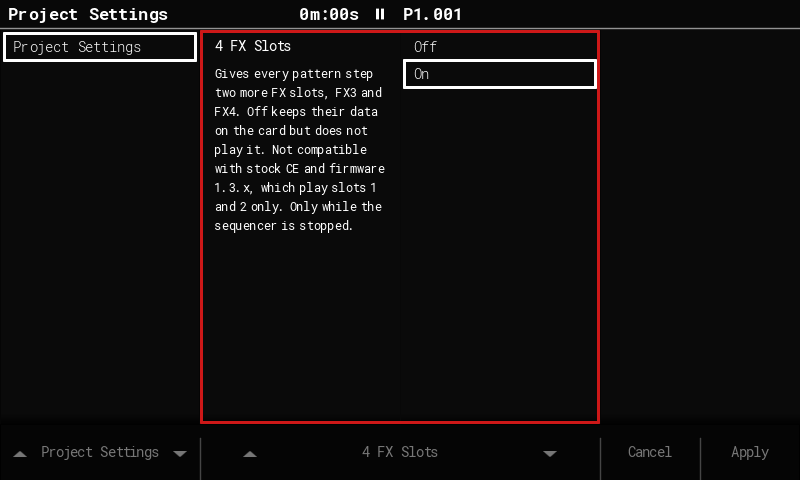 Project Settings 0m:00s P1.001
Project Settings
4 FX Slots
Gives every pattern step
two more FX slots, FX3 and
FX4. Off keeps their data
on the card but does not
play it. Not compatible
with stock CE and firmware
1.3.x, which play slots 1
and 2 only. Only while the
sequencer is stopped.
Off
On
Project Settings 4 FX Slots Cancel Apply